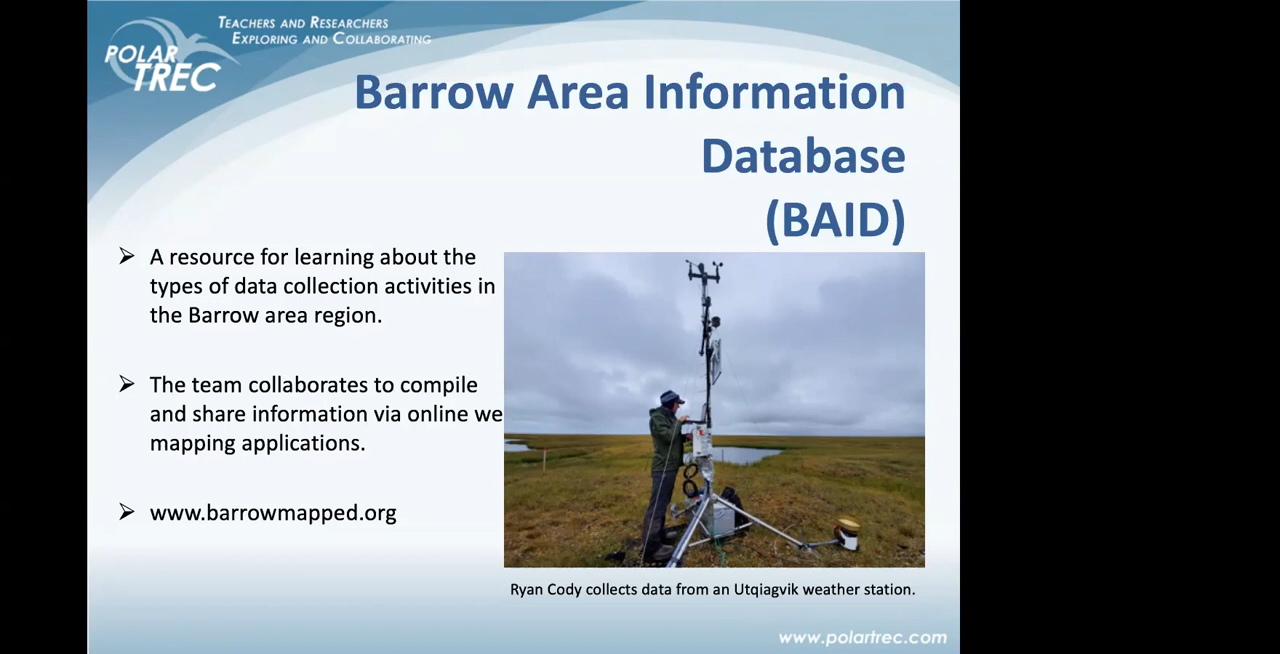 TEACHERS AND RESEARCHERS
EXPLORING AND COLLABORATING
POLAR
TREC
Barrow Area Information
Database
(BAID)
➢ A resource for learning about the
types of data collection activities in
the Barrow area region.
➢ The team collaborates to compile
and share information via online we
mapping applications.
➢ www.barrowmapped.org
Ryan Cody collects data from an Utqiagvik weather station.
www.polartrec.com